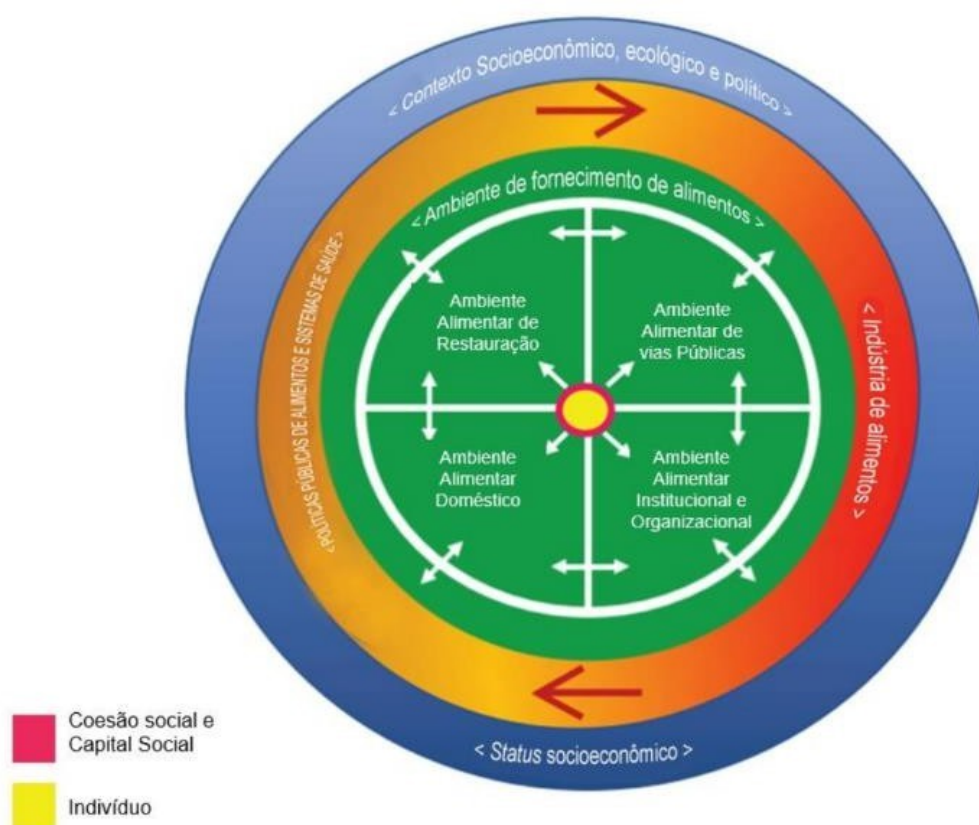 < Contexto Socioeconômico, ecológico e político >
< Ambiente de fornecimento de alimentos >
<POLÍTICAS PÚBLICAS DE ALIMENTOS E SISTEMAS DE SAÚDE>
Ambiente
Alimentar de
Restauração
Ambiente
Alimentar de
vias Públicas
< Indústria de alimentos >
Ambiente
Alimentar
Doméstico
Ambiente
Alimentar
Institucional e
Organizacional
< Status socioeconômico >
Coesão social e
Capital Social
Indivíduo